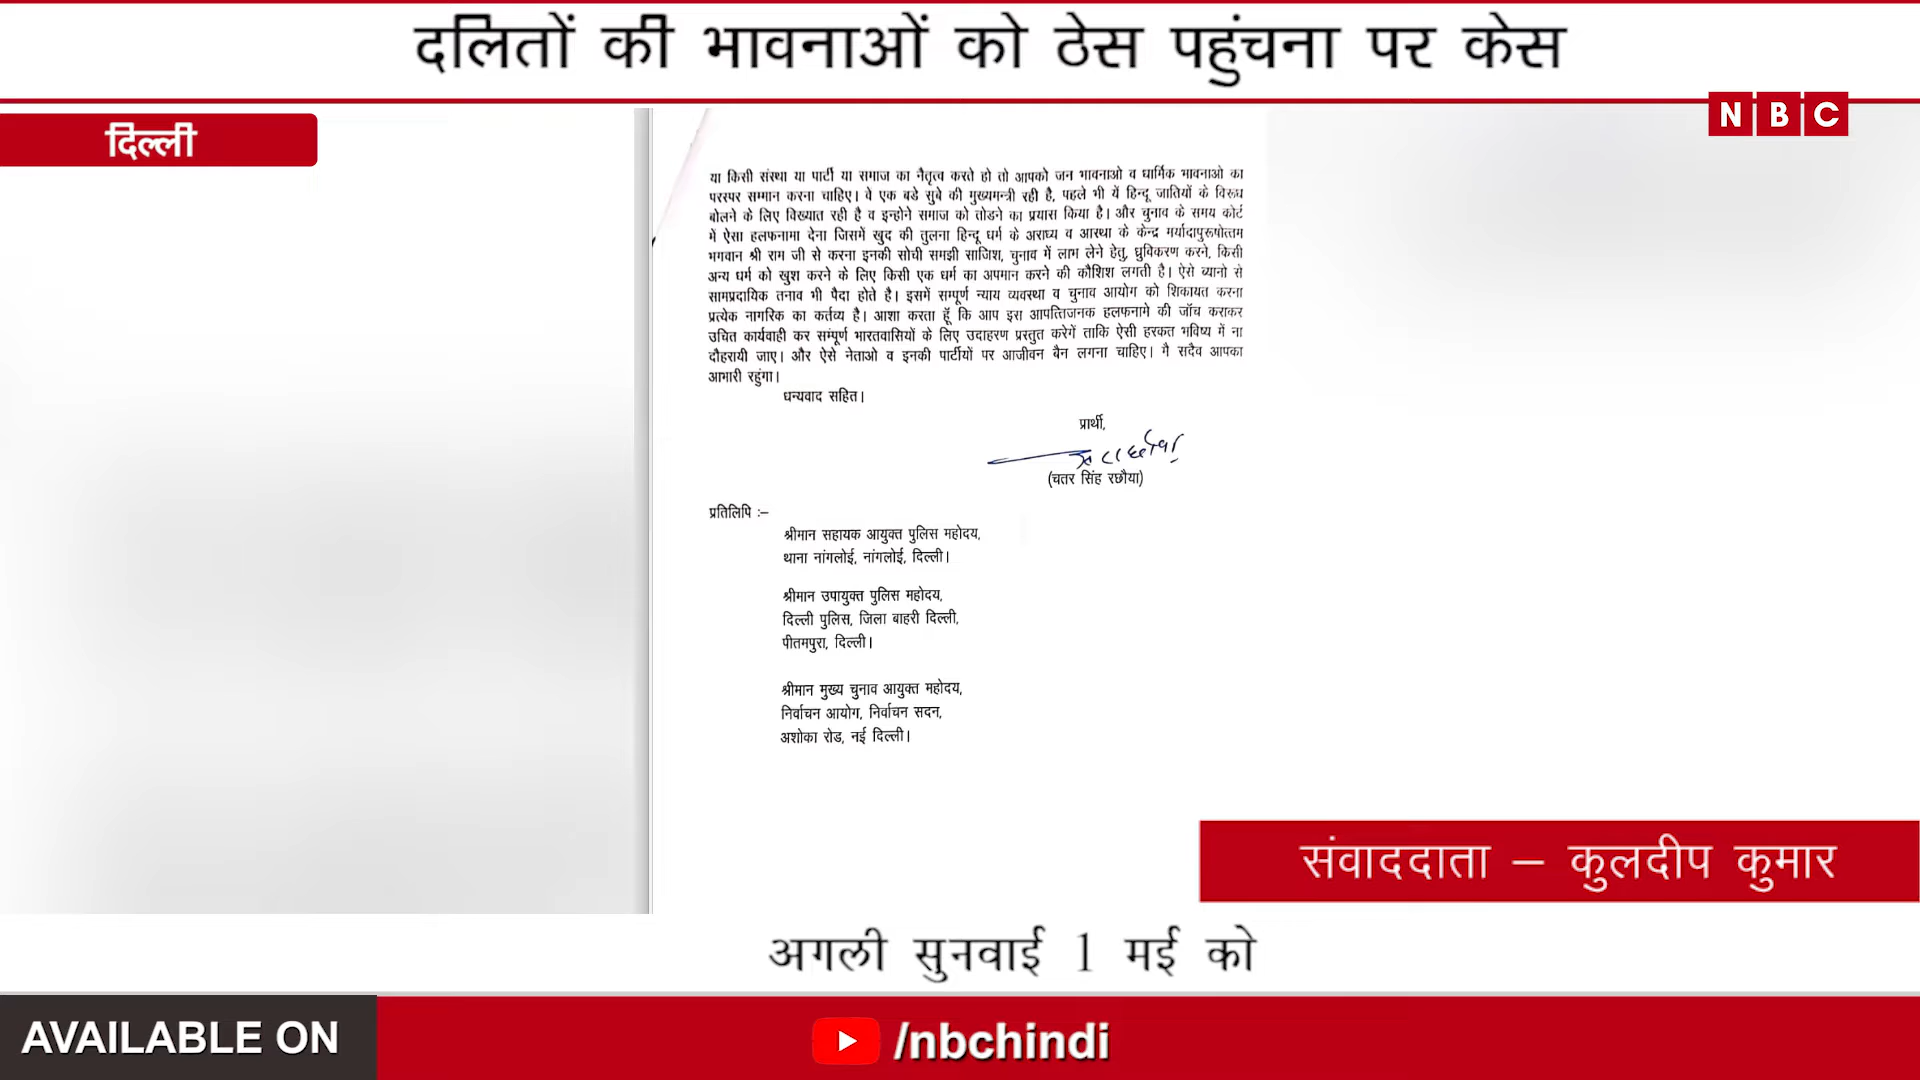 दलितों की भावनाओं को ठेस पहुंचना पर केस
दिल्ली
NBC
या किसी संस्था या पार्टी या समाज का नैतृत्व करते हो तो आपको जन भावनाओ व धार्मिक भावनाओ का
परस्पर सम्मान करना चाहिए। वे एक बडे सुबे की मुख्यमन्त्री रही है, पहले भी यें हिन्दू जातियों के विरूध
बोलने के लिए विख्यात रही है व इन्होने समाज को तोडने का प्रयास किया है। और चुनाव के समय कोर्ट
में ऐसा हलफनामा देना जिसमें खुद की तुलना हिन्दू धर्म के अराध्य व आस्था के केन्द्र मर्यादापुरूषोत्तम
भगवान श्री राम जी से करना इनकी सोची समझी साजिश, चुनाव में लाभ लेने हेतु, ध्रुविकरण करने, किसी
अन्य धर्म को खुश करने के लिए किसी एक धर्म का अपमान करने की कौशिश लगती है। ऐसे ब्यानो से
सामप्रदायिक तनाव भी पैदा होते है। इसमें सम्पूर्ण न्याय व्यवस्था व चुनाव आयोग को शिकायत करना
प्रत्येक नागरिक का कर्तव्य है। आशा करता हूॅ कि आप इस आपत्तिजनक हलफनामे की जॉच कराकर
उचित कार्यवाही कर सम्पूर्ण भारतवासियों के लिए उदाहरण प्रस्तुत करेगें ताकि ऐसी हरकत भविष्य में ना
दौहरायी जाए। और ऐसे नेताओ व इनकी पार्टीयों पर आजीवन बैन लगना चाहिए। मै सदैव आपका
आभारी रहुंगा।
धन्यवाद सहित।
प्रार्थी,
(चतर सिंह रछौया)
प्रतिलिपि :–
श्रीमान सहायक आयुक्त पुलिस महोदय,
थाना नांगलोई, नांगलोई, दिल्ली।
श्रीमान उपायुक्त पुलिस महोदय,
दिल्ली पुलिस, जिला बाहरी दिल्ली,
पीतमपुरा, दिल्ली।
श्रीमान मुख्य चुनाव आयुक्त महोदय,
निर्वाचन आयोग, निर्वाचन सदन,
अशोका रोड, नई दिल्ली।
संवाददाता – कुलदीप कुमार
अगली सुनवाई 1 मई को
AVAILABLE ON
/nbchindi